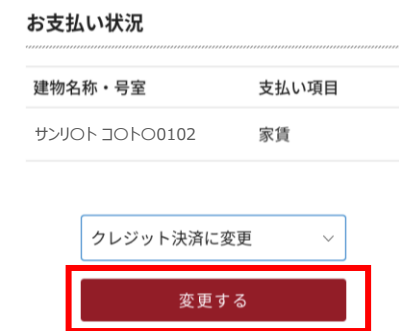 お支払い状況
建物名称・号室 支払い項目
サンリ〇ト コ〇ト〇0102 家賃
クレジット決済に変更
変更する